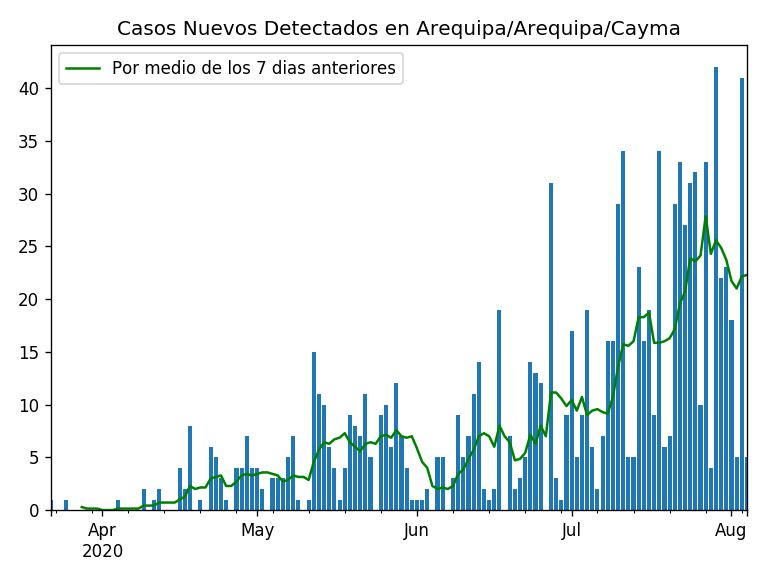 Casos Nuevos Detectados en Arequipa/Arequipa/Cayma
Por medio de los 7 dias anteriores
40
35
30
25
20
15
10
5
0
Apr
2020
May
Jun
Jul
Aug